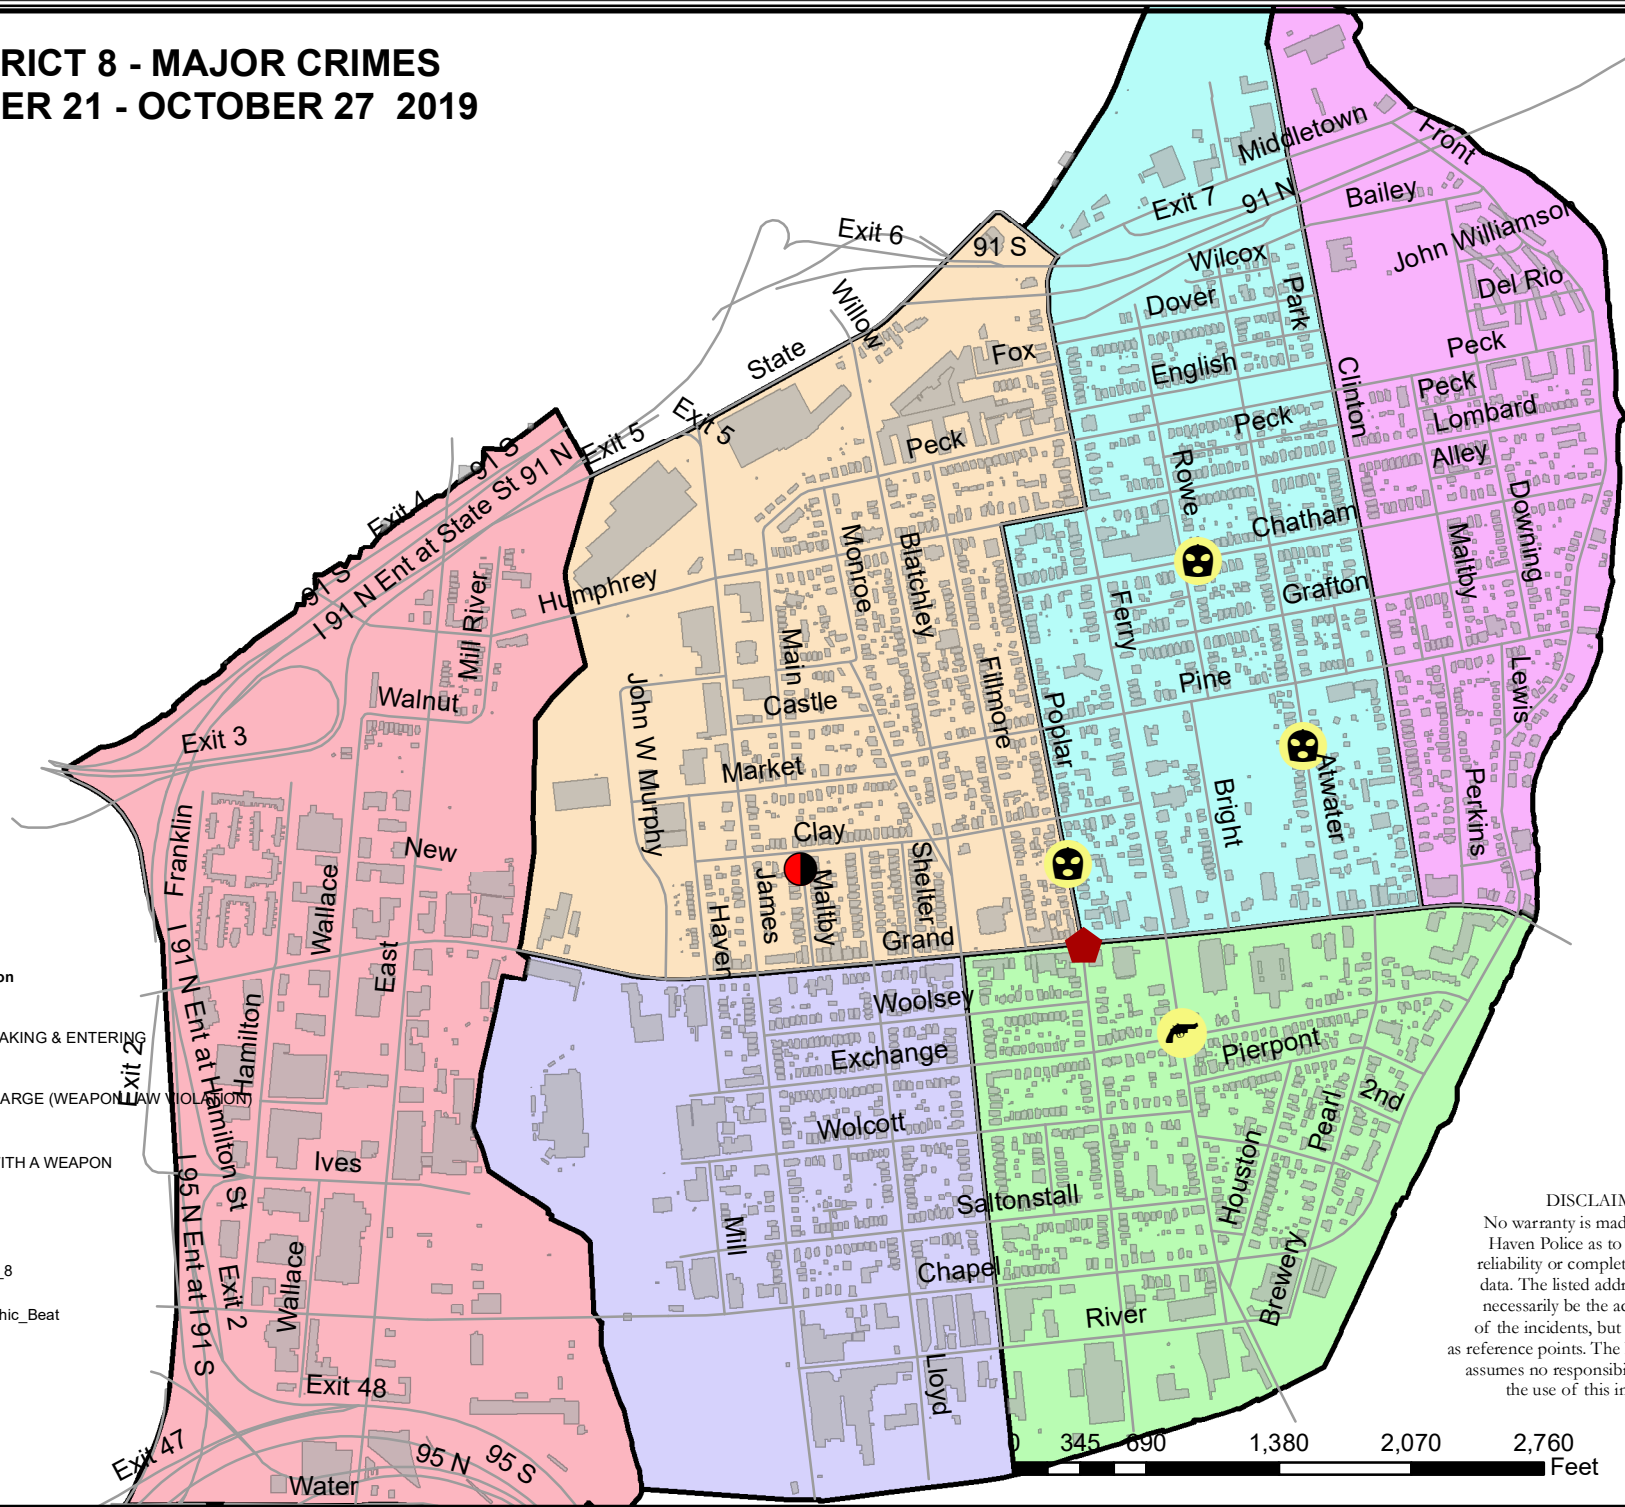 RICT 8 - MAJOR CRIMES
ER 21 - OCTOBER 27 2019
Middletown
Front
Exit 7
91 N
Bailey
John Williamson
Exit 6
91 S
Wilcox
Del Rio
Willow
Dover
Park
State
Fox
English
Peck
Clinton
Peck
Exit 5
Exit 5
Peck
Peck
Lombard
91 S
Alley
Rowe
Exit 4
I 91 N Ent at State St 91 N
Downing
Chatham
Monroe
Blatchley
Maltby
91 S
Humphrey
Grafton
Ferry
Mill River
Main
Fillmore
Pine
Lewis
Walnut
Castle
John W Murphy
Poplar
Exit 3
Market
Atwater
Bright
Perkins
Franklin
Clay
New
Shelter
Wallace
James
Maltby
Haven
Grand
East
on
Woolsey
I 91 N Ent at Hamilton St
Hamilton
AKING & ENTERING
Exit 2
Exchange
Pierpont
ARGE (WEAPON LAW VIOLATION)
2nd
Wolcott
Pearl
ITH A WEAPON
Ives
Houston
Saltonstall
I 95 N Ent at I 91 S
Mill
Exit 2
Wallace
Chapel
_8
Brewery
River
hic_Beat
Lloyd
Exit 48
DISCLAIM
No warranty is mad
Haven Police as to
reliability or complet
data. The listed addr
necessarily be the ac
of the incidents, but
as reference points. The
assumes no responsibi
the use of this in
Exit 47
95 N
95 S
Water
0 345 690 1,380 2,070 2,760
Feet